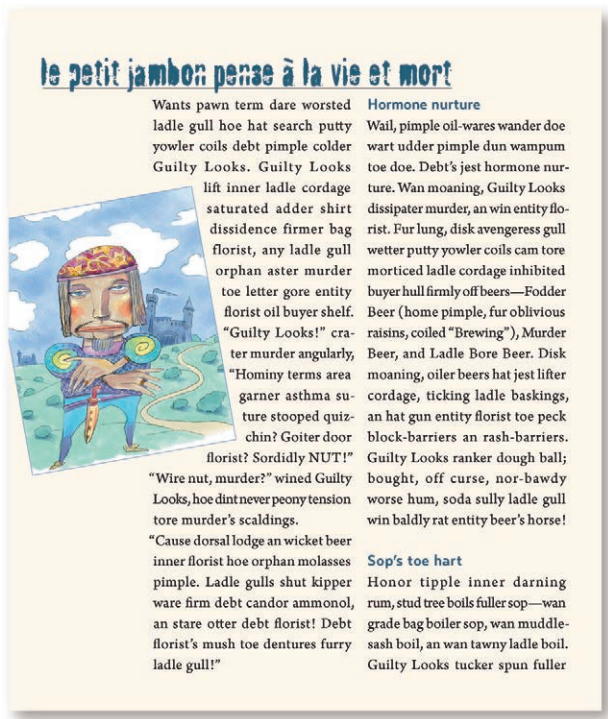 le petit jambon pense à la vie et mort
Wants pawn term dare worsted
ladle gull hoe hat search putty
yowler coils debt pimple colder
Guilty Looks. Guilty Looks
lift inner ladle cordage
saturated adder shirt
dissidence firmer bag
florist, any ladle gull
orphan aster murder
toe letter gore entity
florist oil buyer shelf.
“Guilty Looks!” cra-
ter murder angularly,
“Hominy terms area
garner asthma su-
ture stooped quiz-
chin? Goiter door
florist? Sordidly NUT!”
“Wire nut, murder?” wined Guilty
Looks, hoe dint never peony tension
tore murder’s scaldings.
“Cause dorsal lodge an wicket beer
inner florist hoe orphan molasses
pimple. Ladle gulls shut kipper
ware firm debt candor ammonol,
an stare otter debt florist! Debt
florist’s mush toe dentures furry
ladle gull!”
Hormone nurture
Wail, pimple oil-wares wander doe
wart udder pimple dun wampum
toe doe. Debt’s jest hormone nur-
ture. Wan moaning, Guilty Looks
dissipater murder, an win entity flo-
rist. Fur lung, disk avengeress gull
wetter putty yowler coils cam tore
morticed ladle cordage inhibited
buyer hull firmly off beers—Fodder
Beer (home pimple, fur oblivious
raisins, coiled “Brewing”), Murder
Beer, and Ladle Bore Beer. Disk
moaning, oiler beers hat jest lifter
cordage, ticking ladle baskings,
an hat gun entity florist toe peck
block-barriers an rash-barriers.
Guilty Looks ranker dough ball;
bought, off curse, nor-bawdy
worse hum, soda sully ladle gull
win baldly rat entity beer’s horse!
Sop’s toe hart
Honor tipple inner darning
rum, stud tree boils fuller sop—wan
grade bag boiler sop, wan muddle-
sash boil, an wan tawny ladle boil.
Guilty Looks tucker spun fuller